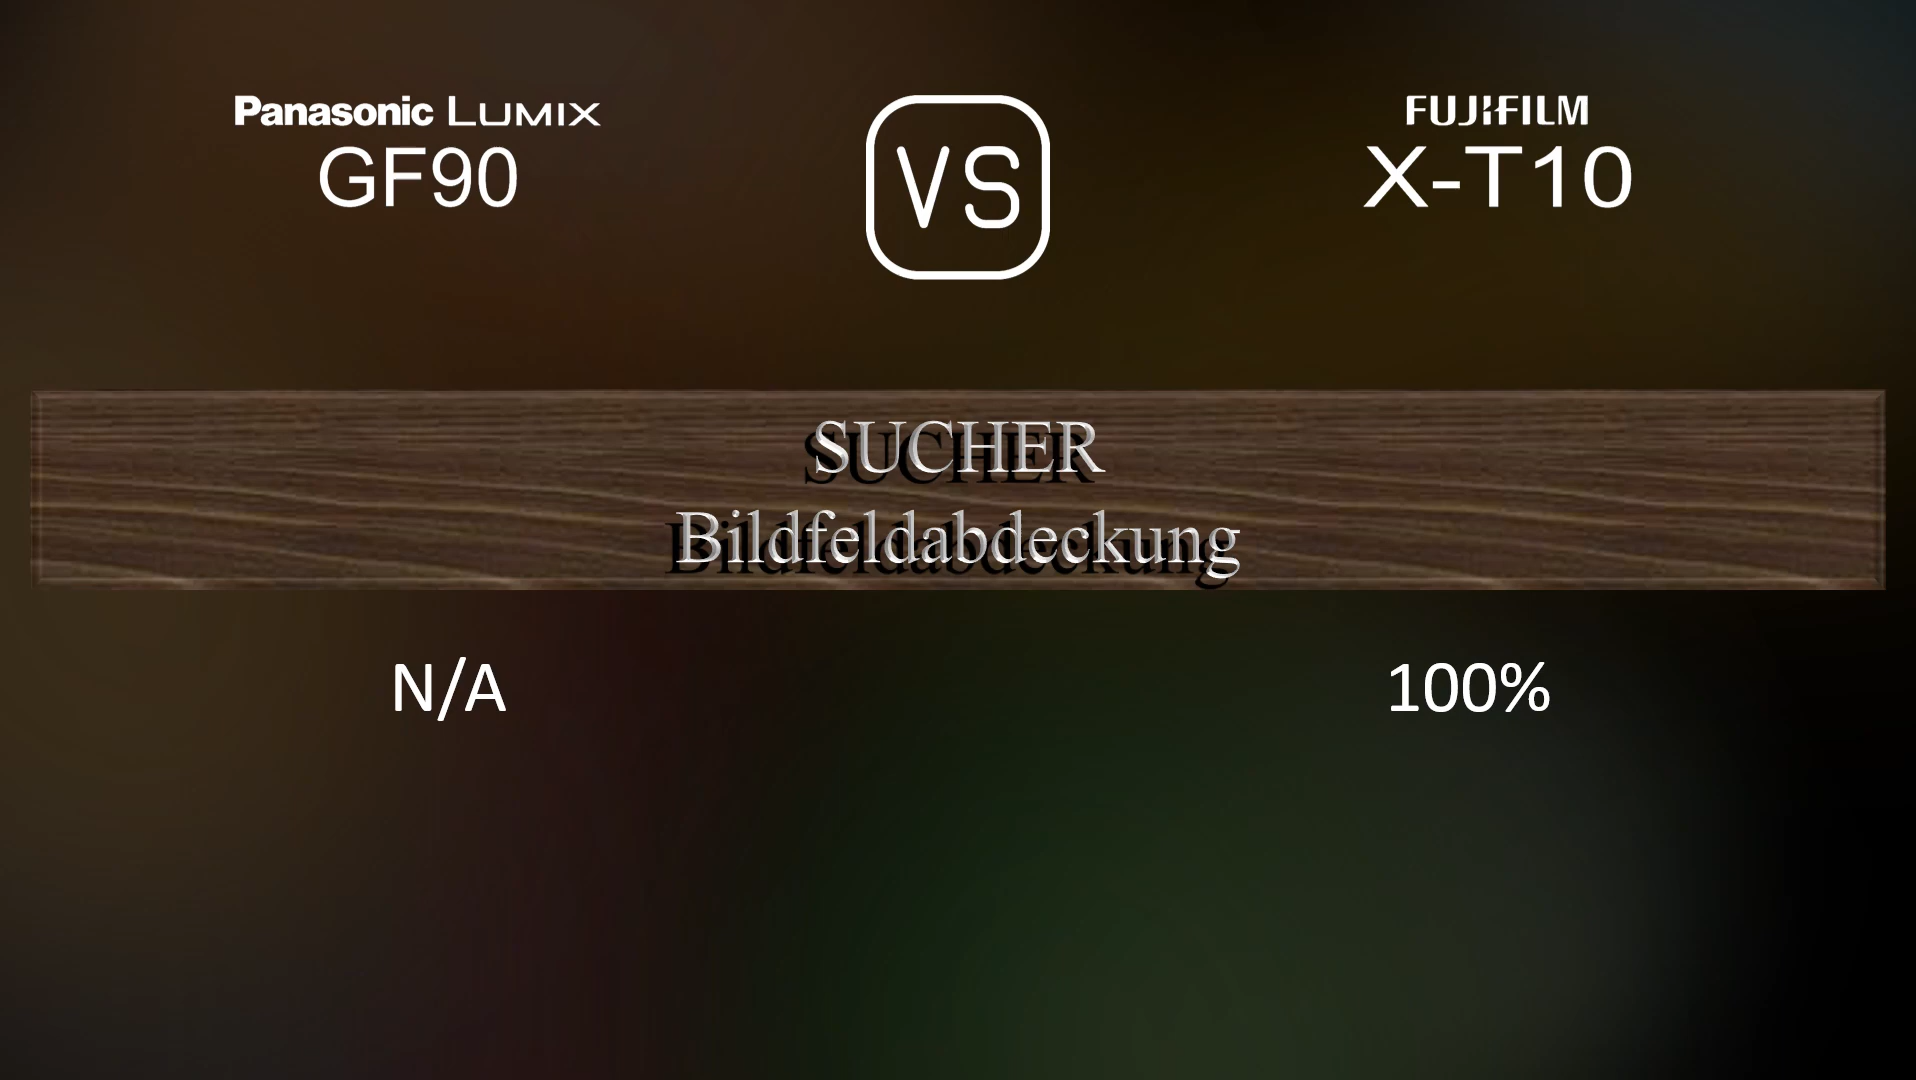 Panasonic LUMIX
GF90
VS
FUJIFILM
X-T10
SUCHER
Bildfeldabdeckung
N/A
100%